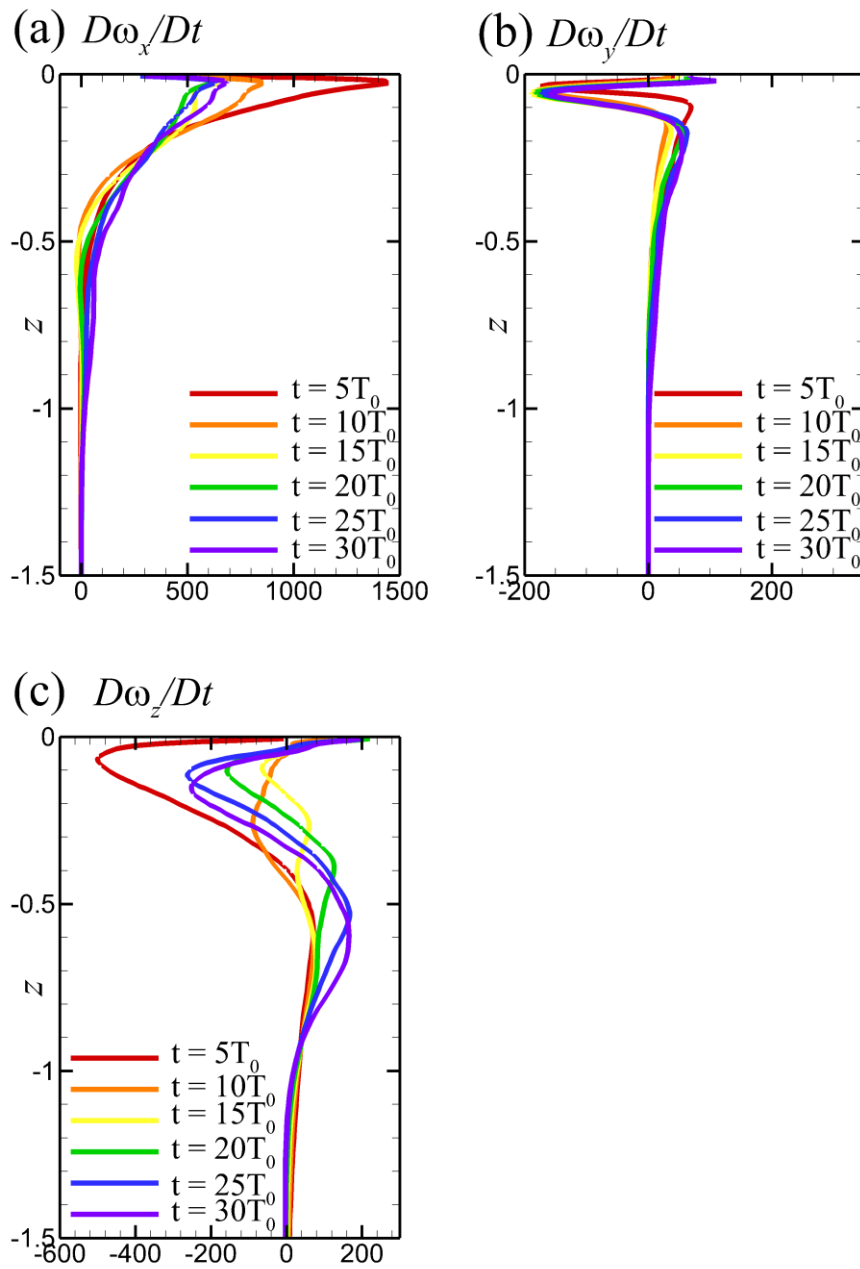 (a) Dωx/Dt
0
-0.5
z
-1
-1.5
0 500 1000 1500
t = 5T0
t = 10T0
t = 15T0
t = 20T0
t = 25T0
t = 30T0
(b) Dωy/Dt
0
-0.5
z
-1
-1.5
-200 0 200
t = 5T0
t = 10T0
t = 15T0
t = 20T0
t = 25T0
t = 30T0
(c) Dωz/Dt
0
-0.5
z
-1
-1.5
-600 -400 -200 0 200
t = 5T0
t = 10T0
t = 15T0
t = 20T0
t = 25T0
t = 30T0